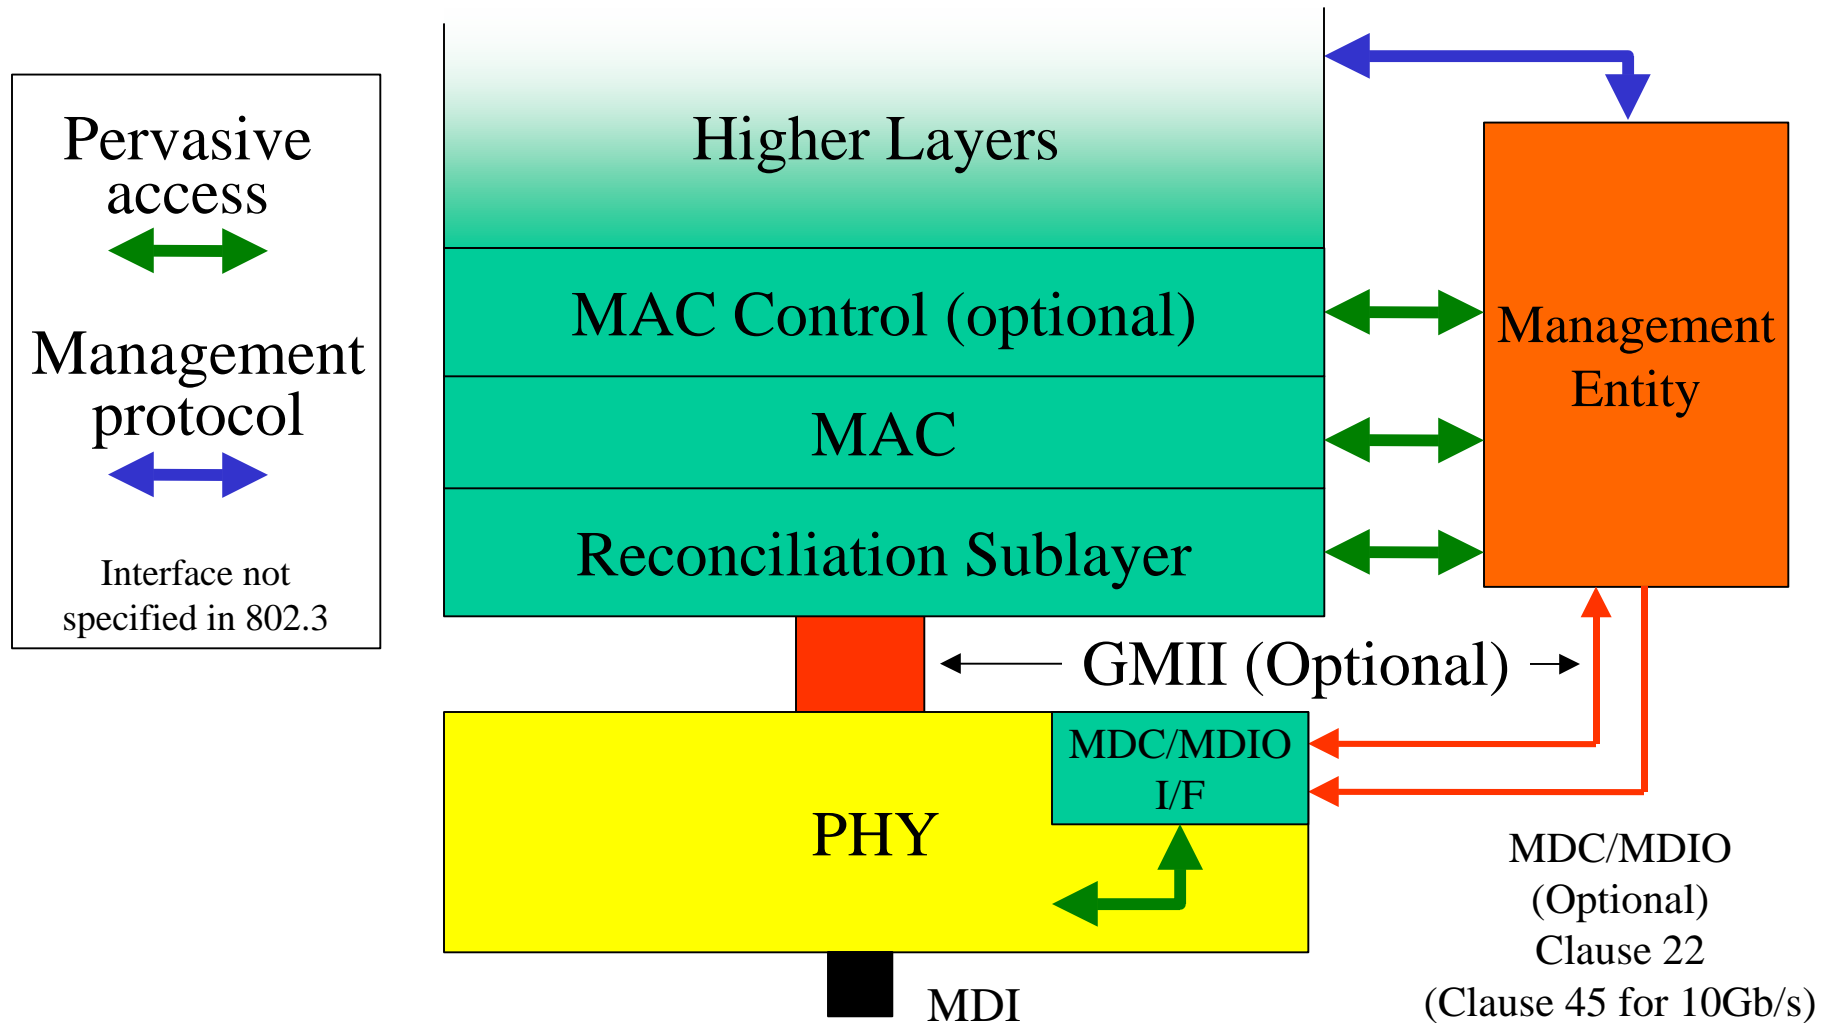 Pervasive
access
Management
protocol
Interface not
specified in 802.3
Higher Layers
MAC Control (optional)
MAC
Reconciliation Sublayer
Management
Entity
GMII (Optional)
MDC/MDIO
I/F
PHY
MDI
MDC/MDIO
(Optional)
Clause 22
(Clause 45 for 10Gb/s)